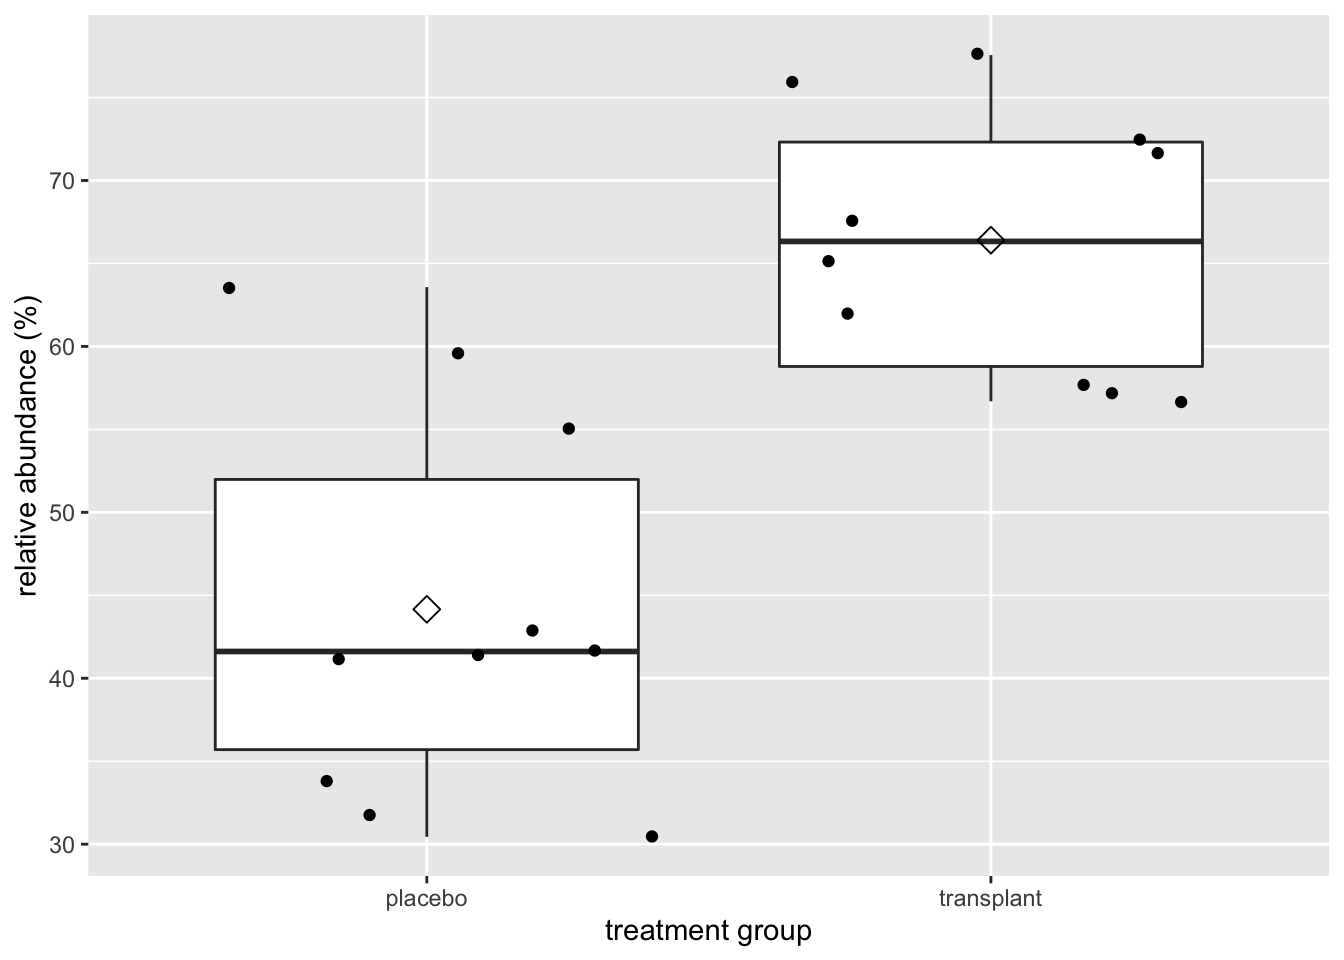 relative abundance (%)
70
60
50
40
30
placebo
transplant
treatment group